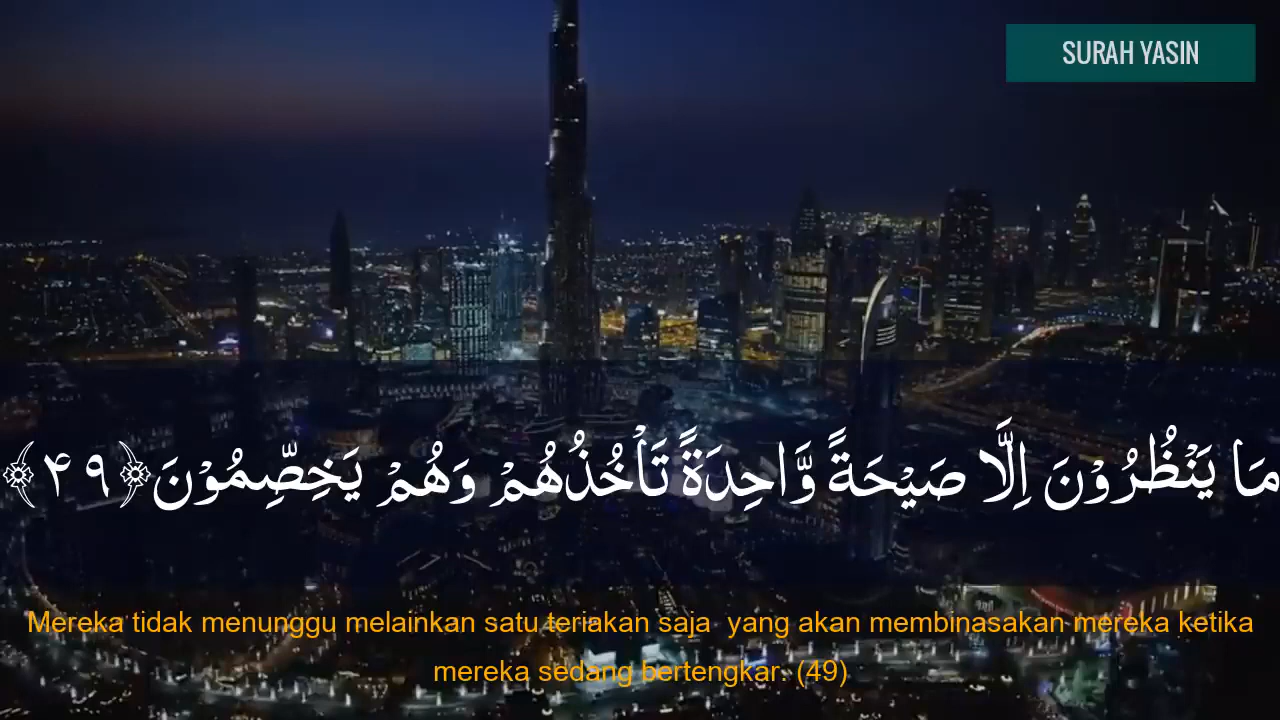 SURAH YASIN
مَا يَنْظُرُوْنَ اِلَّا صَيْحَةً وَّاحِدَةً تَأْخُذُهُمْ وَهُمْ يَخِصِّمُوْنَ﴿۴۹﴾
Mereka tidak menunggu melainkan satu teriakan saja  yang akan membinasakan mereka ketika
mereka sedang bertengkar. (49)